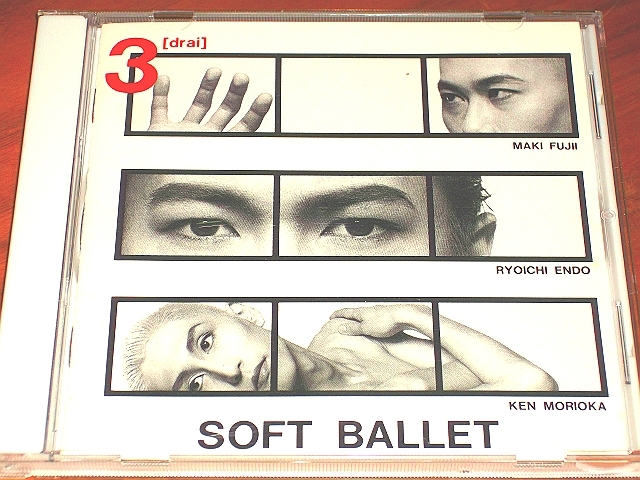 3 [drai]
MAKI FUJII
RYOICHI ENDO
KEN MORIOKA
SOFT BALLET